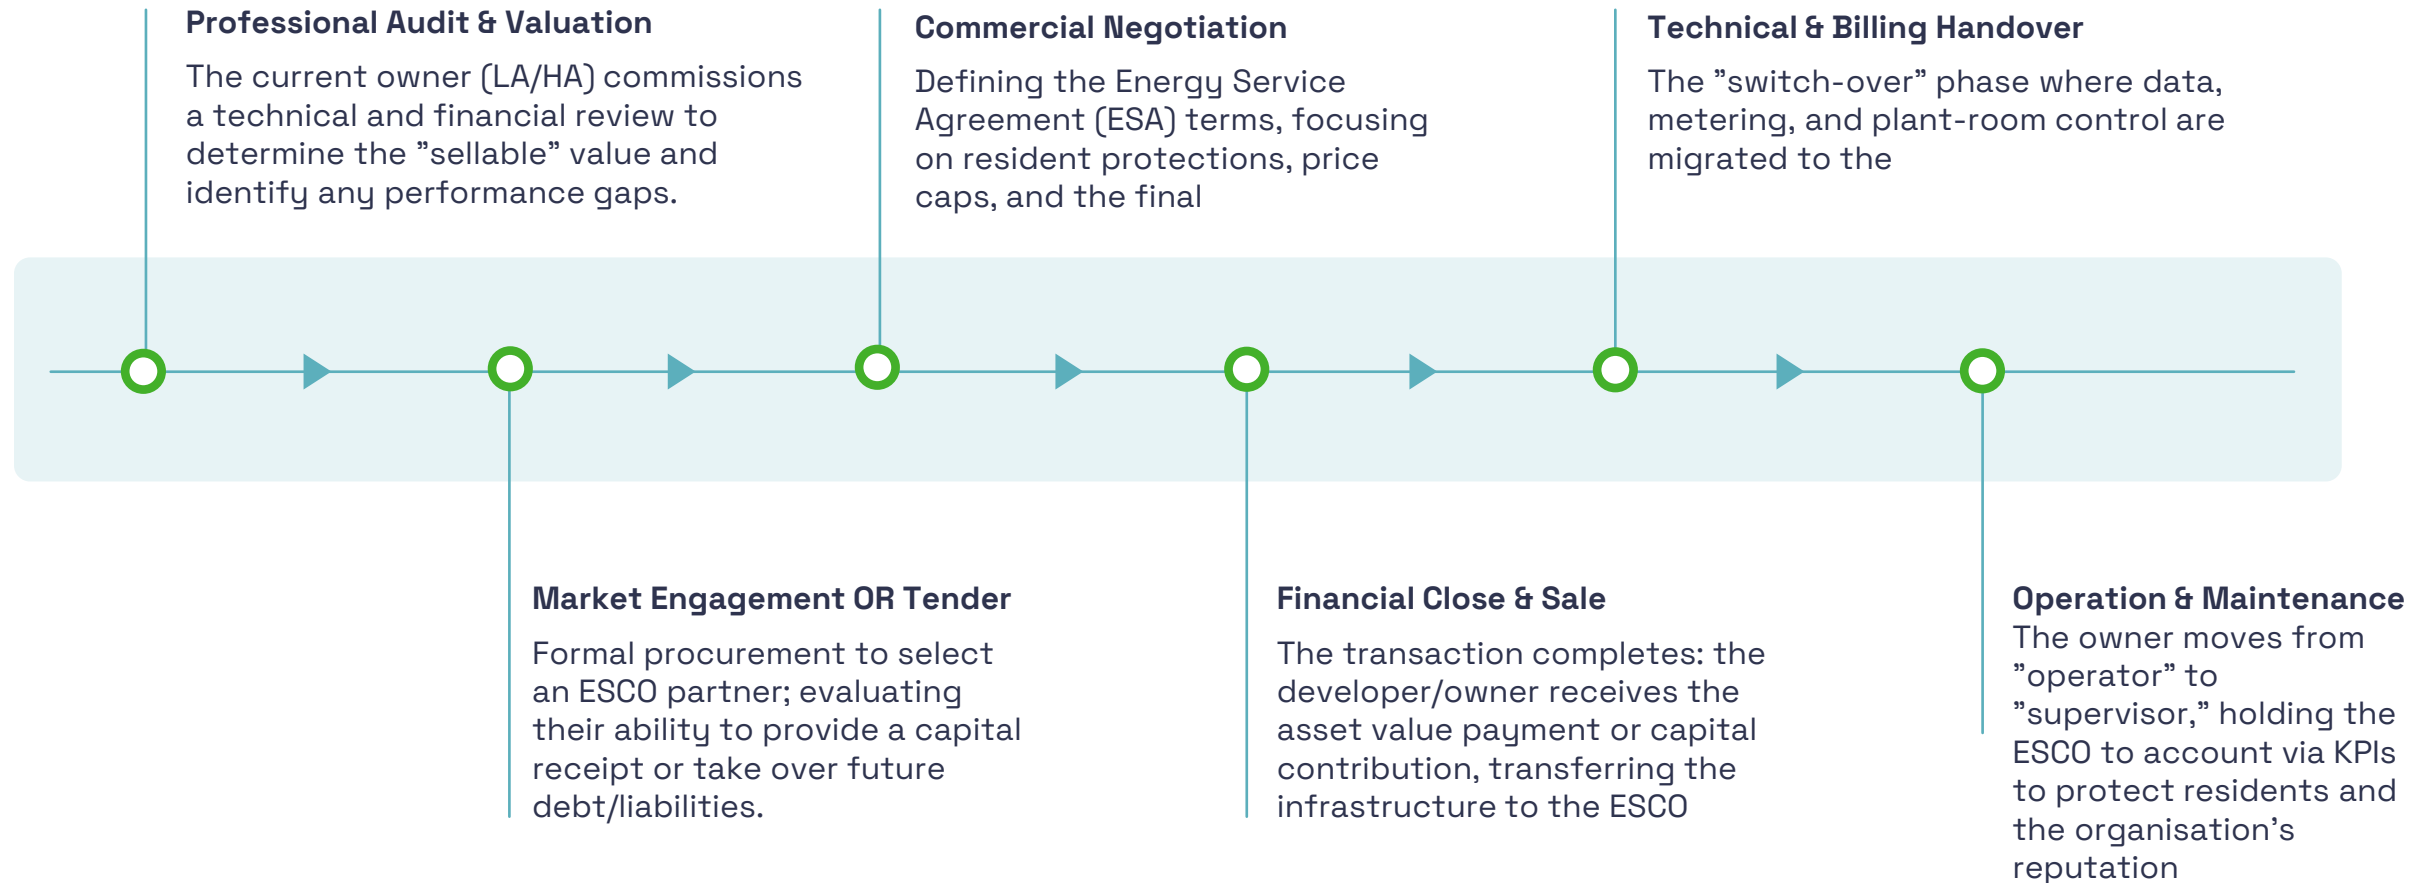 Professional Audit & Valuation
The current owner (LA/HA) commissions
a technical and financial review to
determine the ”sellable” value and
identify any performance gaps.
Market Engagement OR Tender
Formal procurement to select
an ESCO partner; evaluating
their ability to provide a capital
receipt or take over future
debt/liabilities.
Commercial Negotiation
Defining the Energy Service
Agreement (ESA) terms, focusing
on resident protections, price
caps, and the final
Financial Close & Sale
The transaction completes: the
developer/owner receives the
asset value payment or capital
contribution, transferring the
infrastructure to the ESCO
Technical & Billing Handover
The ”switch-over” phase where data,
metering, and plant-room control are
migrated to the
Operation & Maintenance
The owner moves from
”operator” to
”supervisor,” holding the
ESCO to account via KPIs
to protect residents and
the organisation’s
reputation